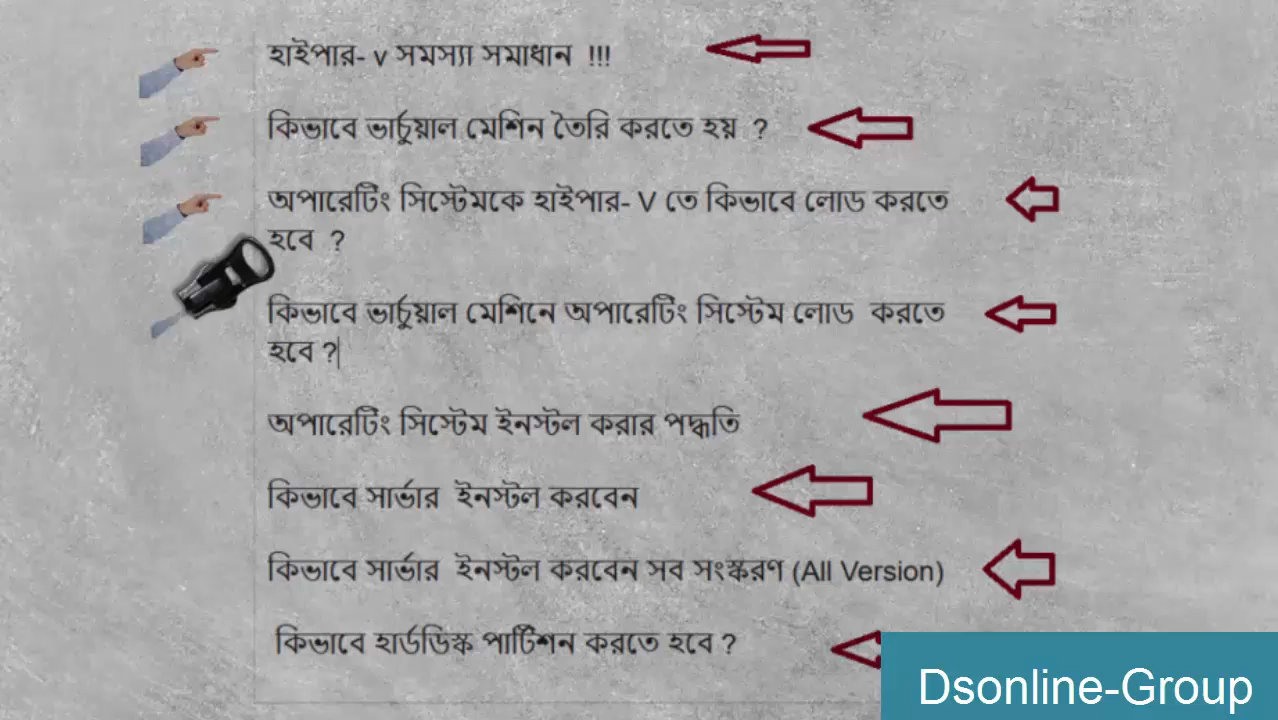 হাইপার- v সমস্যা সমাধান !!!
কিভাবে ভার্চুয়াল মেশিন তৈরি করতে হয় ?
অপারেটিং সিস্টেমকে হাইপার- V তে কিভাবে লোড করতে
হবে ?
কিভাবে ভার্চুয়াল মেশিনে অপারেটিং সিস্টেম লোড করতে
হবে ?
অপারেটিং সিস্টেম ইনস্টল করার পদ্ধতি
কিভাবে সার্ভার ইনস্টল করবেন
কিভাবে সার্ভার ইনস্টল করবেন সব সংস্করণ (All Version)
কিভাবে হার্ডডিস্ক পার্টিশন করতে হবে ?
Dsonline-Group